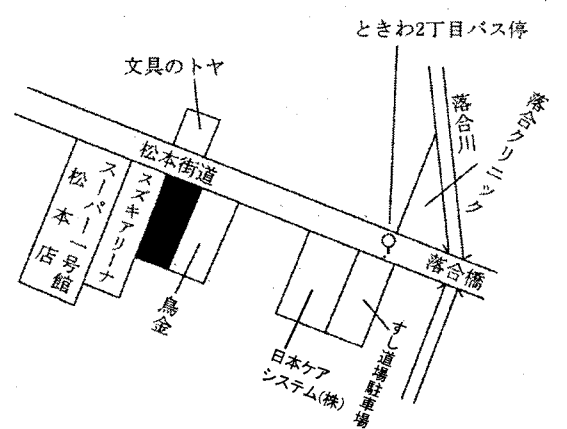 ときわ2丁目バス停
文具のトヤ
落合川
落合クリニック
松本街道
スーパー一号館
松本店
スズキアリーナ
落合橋
鳥金
日本ケア
システム(株)
すし道場駐車場